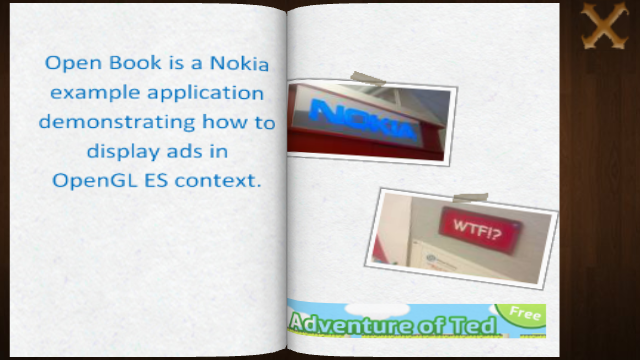 Open Book is a Nokia
example application
demonstrating how to
display ads in
OpenGL ES context.
NOKIA
WTF!?
Adventure of Ted
Free